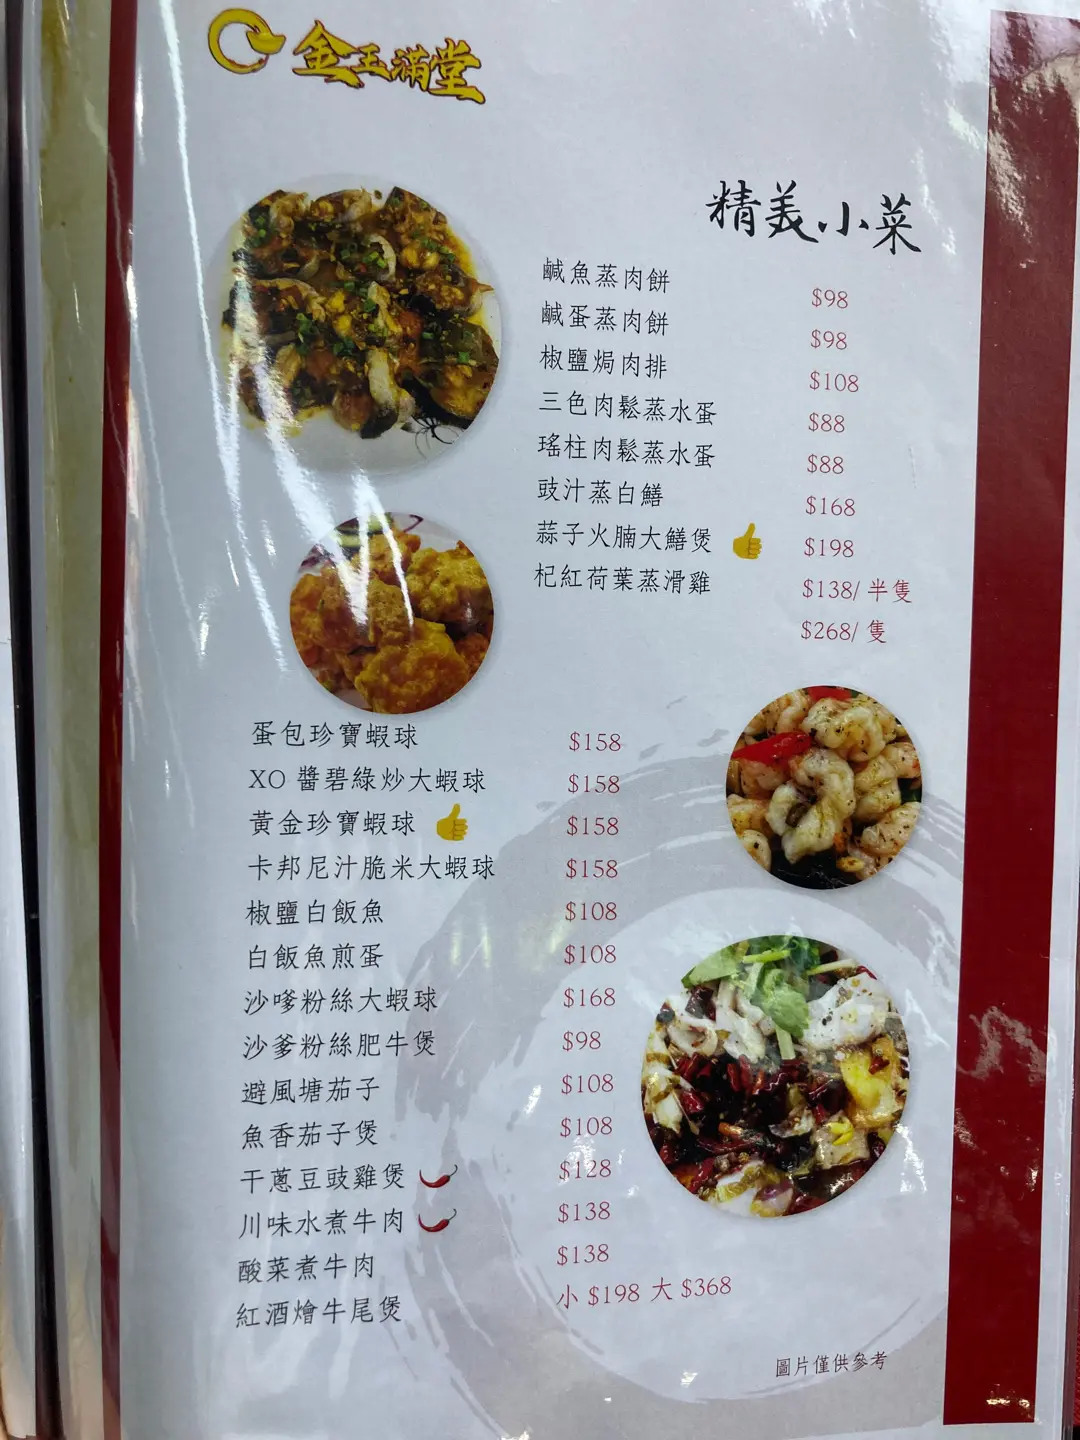 金玉滿堂
精美小菜
鹹魚蒸肉餅 $98
鹹蛋蒸肉餅 $98
椒鹽焗肉排 $108
三色肉鬆蒸水蛋 $88
瑤柱肉鬆蒸水蛋 $88
豉汁蒸白鱔 $168
蒜子火腩大鱔煲 $198
杞紅荷葉蒸滑雞 $138/ 半隻
$268/ 隻
蛋包珍寶蝦球 $158
XO 醬碧綠炒大蝦球 $158
黃金珍寶蝦球 $158
卡邦尼汁脆米大蝦球 $158
椒鹽白飯魚 $108
白飯魚煎蛋 $108
沙嗲粉絲大蝦球 $168
沙爹粉絲肥牛煲 $98
避風塘茄子 $108
魚香茄子煲 $108
干蔥豆豉雞煲 $128
川味水煮牛肉 $138
酸菜煮牛肉 $138
紅酒燴牛尾煲 小 $198 大 $368
圖片僅供參考